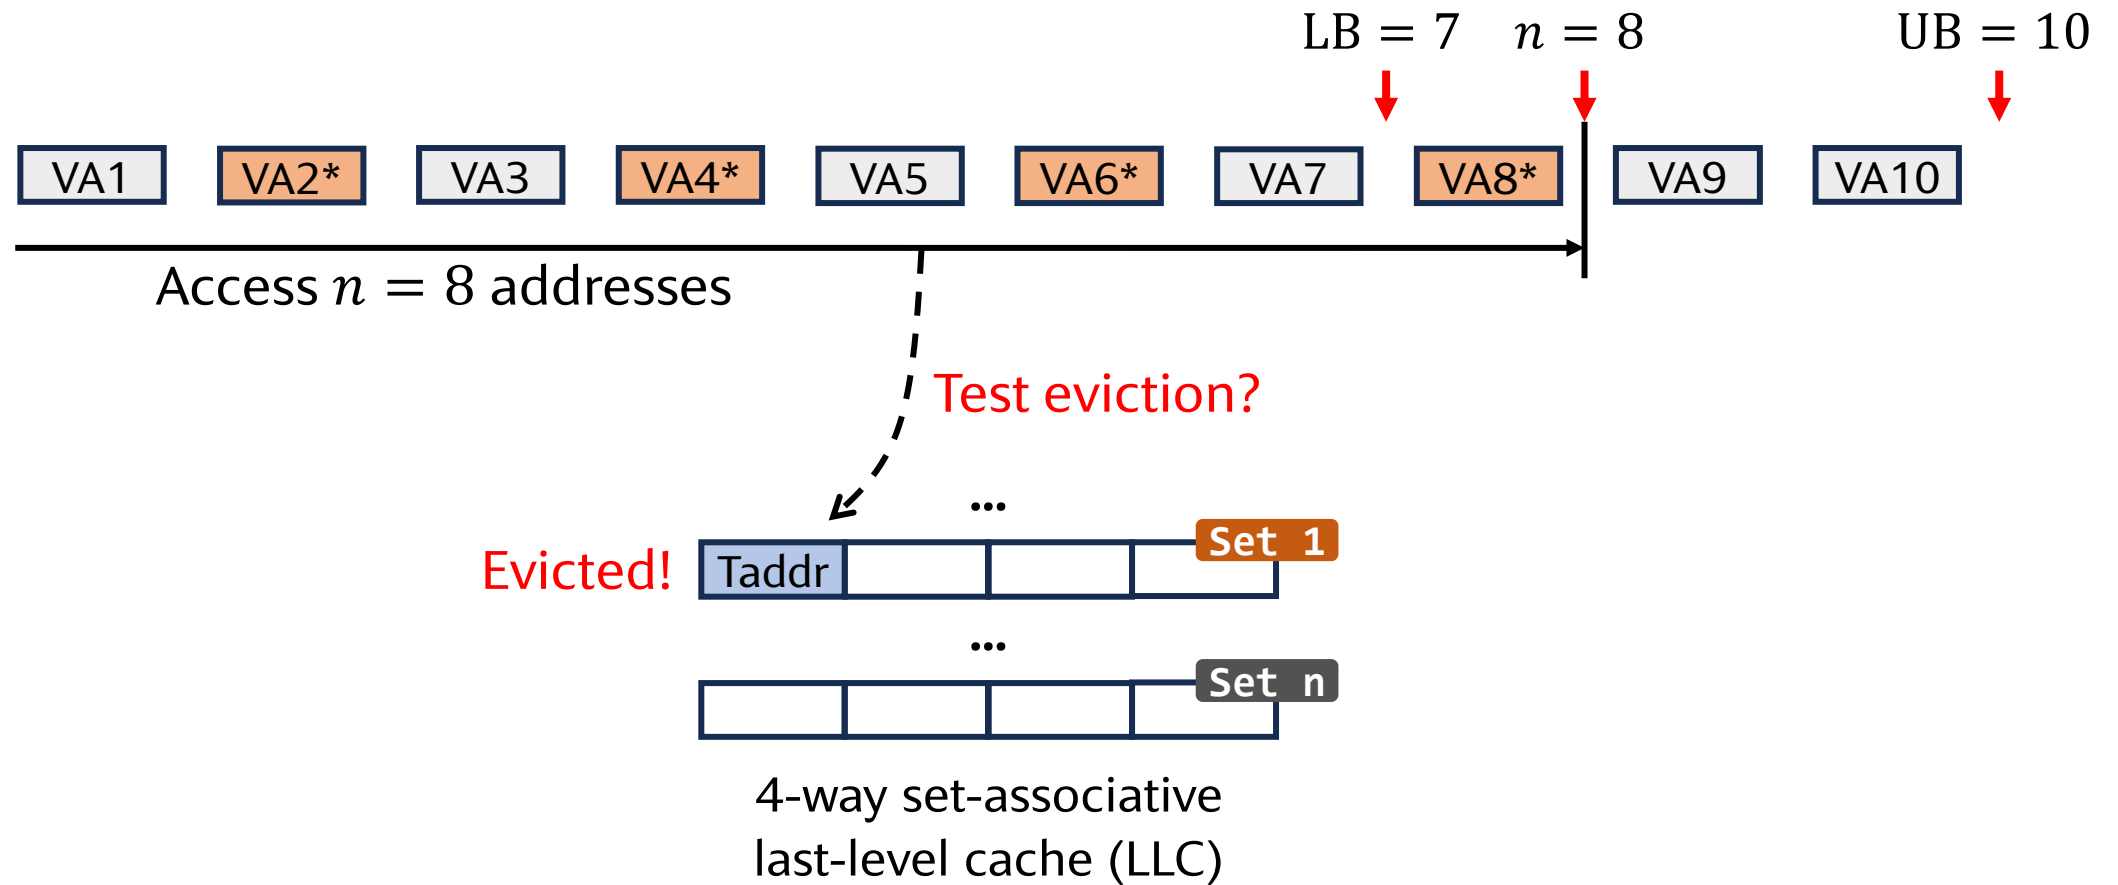 LB = 7 n = 8 UB = 10
VA1 VA2* VA3 VA4* VA5 VA6* VA7 VA8* VA9 VA10
Access n = 8 addresses
Test eviction?
...
Set 1
Evicted! Taddr
...
Set n
4-way set-associative
last-level cache (LLC)